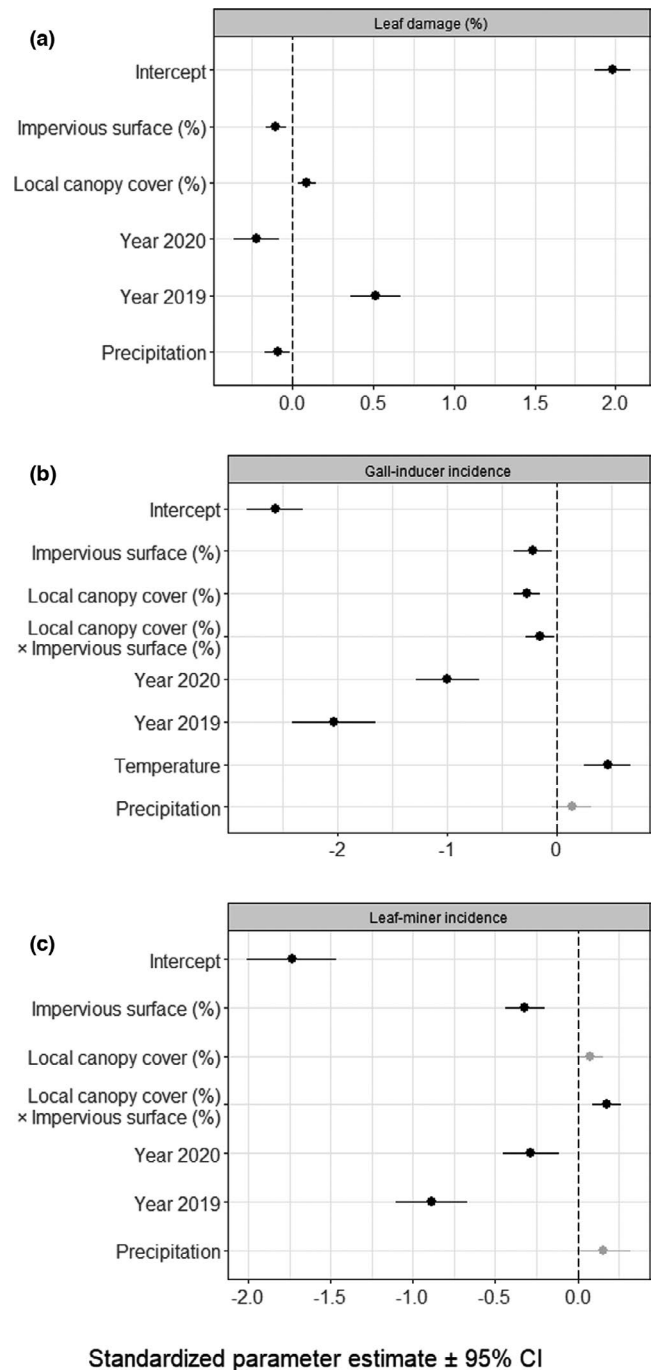 (a)
Leaf damage (%)
Intercept
Impervious surface (%)
Local canopy cover (%)
Year 2020
Year 2019
Precipitation
0.0 0.5 1.0 1.5 2.0
(b)
Gall-inducer incidence
Intercept
Impervious surface (%)
Local canopy cover (%)
Local canopy cover (%)
× Impervious surface (%)
Year 2020
Year 2019
Temperature
Precipitation
-2 -1 0
(c)
Leaf-miner incidence
Intercept
Impervious surface (%)
Local canopy cover (%)
Local canopy cover (%)
× Impervious surface (%)
Year 2020
Year 2019
Precipitation
-2.0 -1.5 -1.0 -0.5 0.0
Standardized parameter estimate ± 95% CI